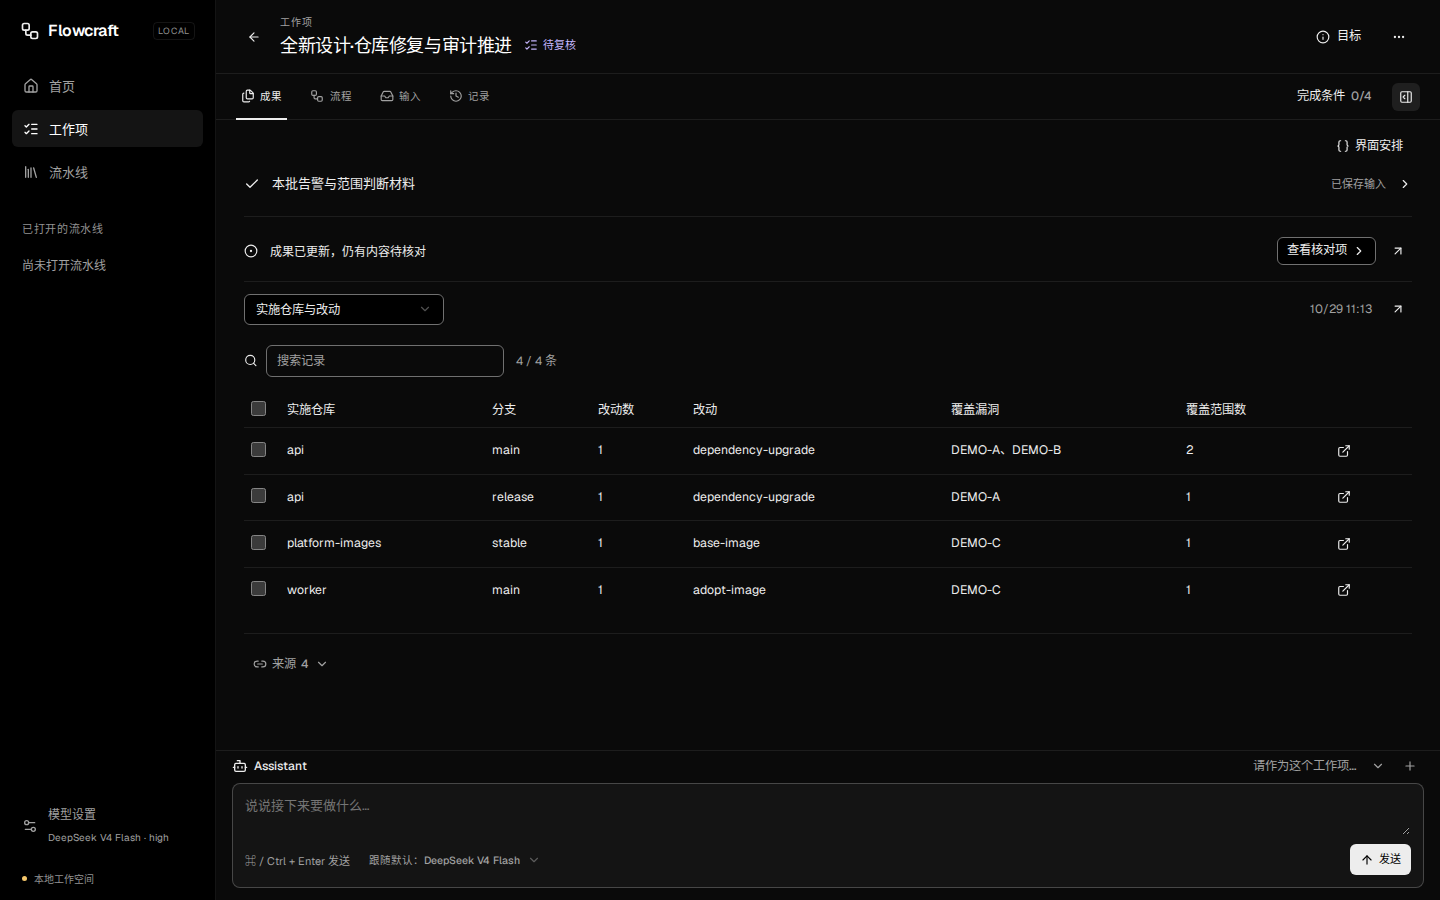 Flowcraft LOCAL
首页
工作项
流水线
已打开的流水线
尚未打开流水线
模型设置
DeepSeek V4 Flash · high
本地工作空间
工作项
全新设计·仓库修复与审计推进 待复核
目标
成果 流程 输入 记录
完成条件 0/4
{ } 界面安排
本批告警与范围判断材料 已保存输入
成果已更新，仍有内容待核对 查看核对项
实施仓库与改动 10/29 11:13
搜索记录 4 / 4 条
实施仓库 分支 改动数 改动 覆盖漏洞 覆盖范围数
api main 1 dependency-upgrade DEMO-A、DEMO-B 2
api release 1 dependency-upgrade DEMO-A 1
platform-images stable 1 base-image DEMO-C 1
worker main 1 adopt-image DEMO-C 1
来源 4
Assistant 请作为这个工作项...
说说接下来要做什么...
⌘ / Ctrl + Enter 发送 跟随默认：DeepSeek V4 Flash 发送